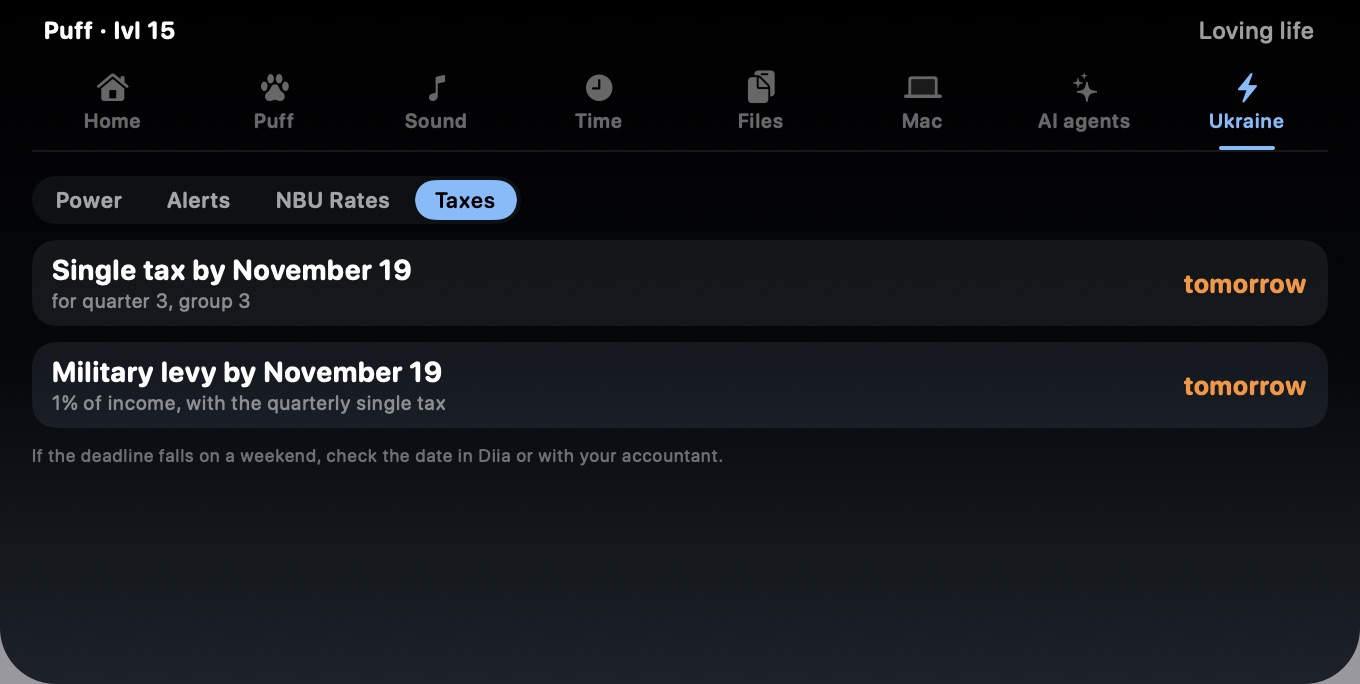 Puff · lvl 15
Loving life
Home
Puff
Sound
Time
Files
Mac
AI agents
Ukraine
Power
Alerts
NBU Rates
Taxes
Single tax by November 19
for quarter 3, group 3
tomorrow
Military levy by November 19
1% of income, with the quarterly single tax
tomorrow
If the deadline falls on a weekend, check the date in Diia or with your accountant.